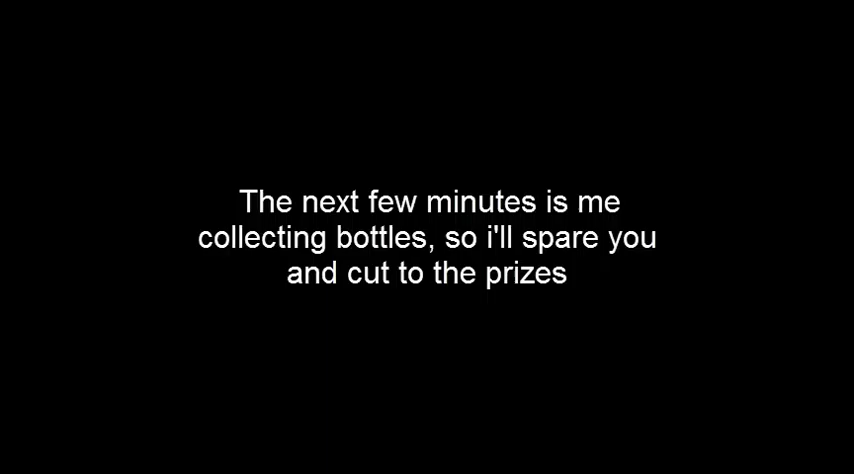 The next few minutes is me
collecting bottles, so i'll spare you
and cut to the prizes